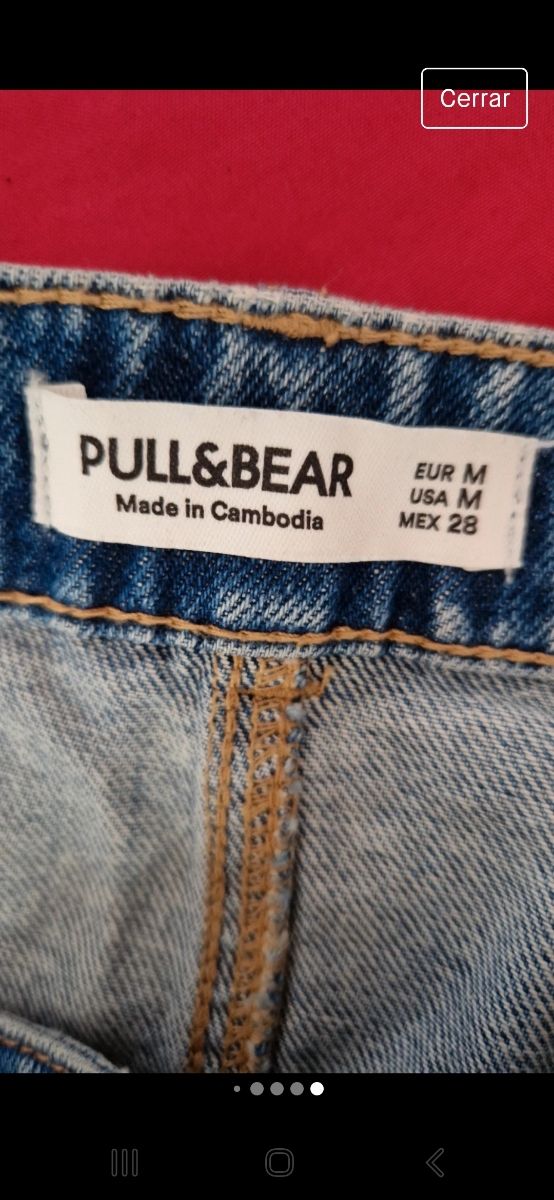 Cerrar
PULL&BEAR
Made in Cambodia
EUR M
USA M
MEX 28